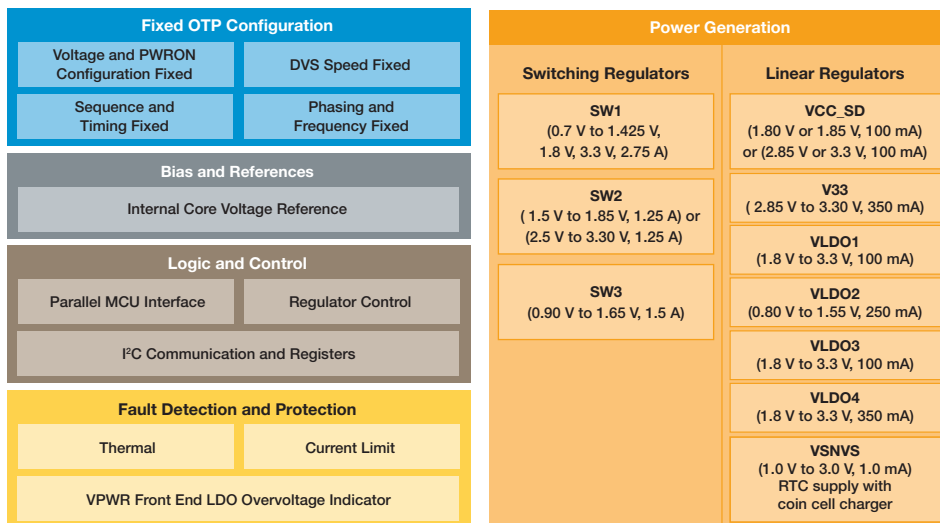 Fixed OTP Configuration
Voltage and PWRON
Configuration Fixed
DVS Speed Fixed
Sequence and
Timing Fixed
Phasing and
Frequency Fixed
Bias and References
Internal Core Voltage Reference
Logic and Control
Parallel MCU Interface
Regulator Control
I²C Communication and Registers
Fault Detection and Protection
Thermal
Current Limit
VPWR Front End LDO Overvoltage Indicator
Power Generation
Switching Regulators
SW1
(0.7 V to 1.425 V,
1.8 V, 3.3 V, 2.75 A)
SW2
( 1.5 V to 1.85 V, 1.25 A) or
(2.5 V to 3.30 V, 1.25 A)
SW3
(0.90 V to 1.65 V, 1.5 A)
Linear Regulators
VCC_SD
(1.80 V or 1.85 V, 100 mA)
or (2.85 V or 3.3 V, 100 mA)
V33
( 2.85 V to 3.30 V, 350 mA)
VLDO1
(1.8 V to 3.3 V, 100 mA)
VLDO2
(0.80 V to 1.55 V, 250 mA)
VLDO3
(1.8 V to 3.3 V, 100 mA)
VLDO4
(1.8 V to 3.3 V, 350 mA)
VSNVS
(1.0 V to 3.0 V, 1.0 mA)
RTC supply with
coin cell charger